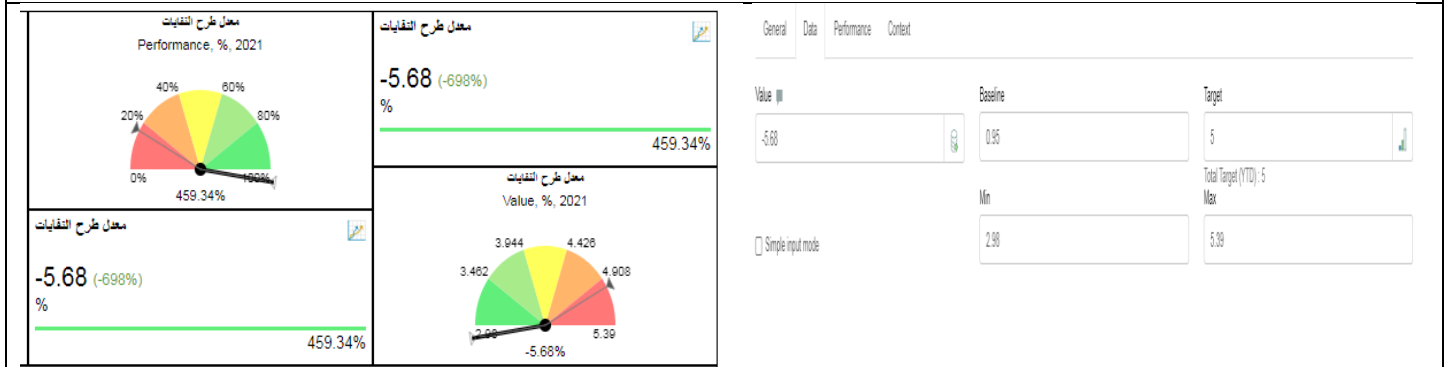 معدل طرح النفايات
Performance, %, 2021
40%
60%
20%
80%
0%
100%
459.34%
معدل طرح النفايات
-5.68 (-698%)
%
459.34%
معدل طرح النفايات
-5.68 (-698%)
%
459.34%
معدل طرح النفايات
Value, %, 2021
3.944
4.426
3.462
4.908
2.98
5.39
-5.68%
General Data Performance Context
Value Baseline Target
-5.68 0.95 5
Total Target (YTD) : 5
Min Max
Simple input mode 2.98 5.39